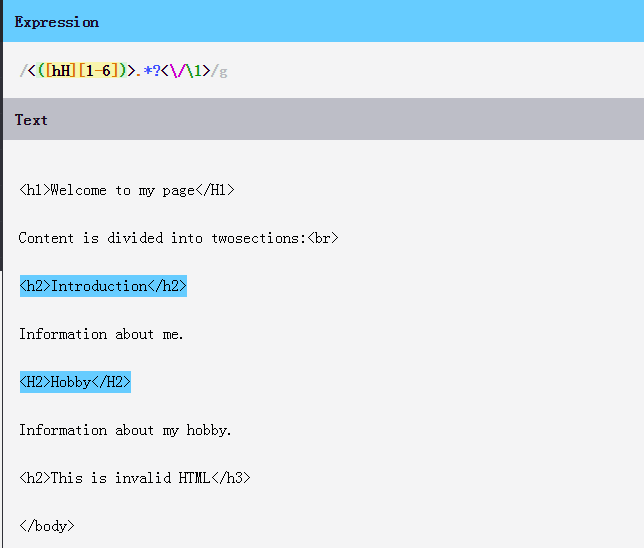 Expression
/<([hH][1-6])>.*?<\/\1>/g
Text
<h1>Welcome to my page</H1>
Content is divided into twosections:<br>
<h2>Introduction</h2>
Information about me.
<H2>Hobby</H2>
Information about my hobby.
<h2>This is invalid HTML</h3>
</body>